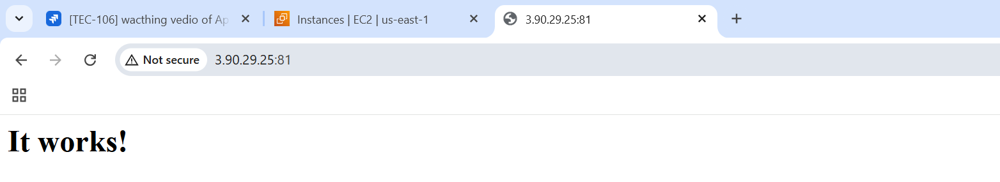 [TEC-106] wacthing vedio of Ap
Instances | EC2 | us-east-1
3.90.29.25:81
Not secure
3.90.29.25:81
It works!